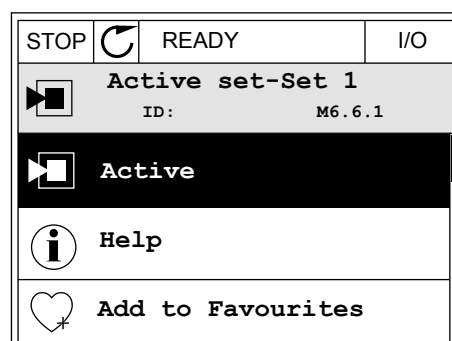 STOP READY I/O
Active set-Set 1
ID: M6.6.1
Active
Help
Add to Favourites